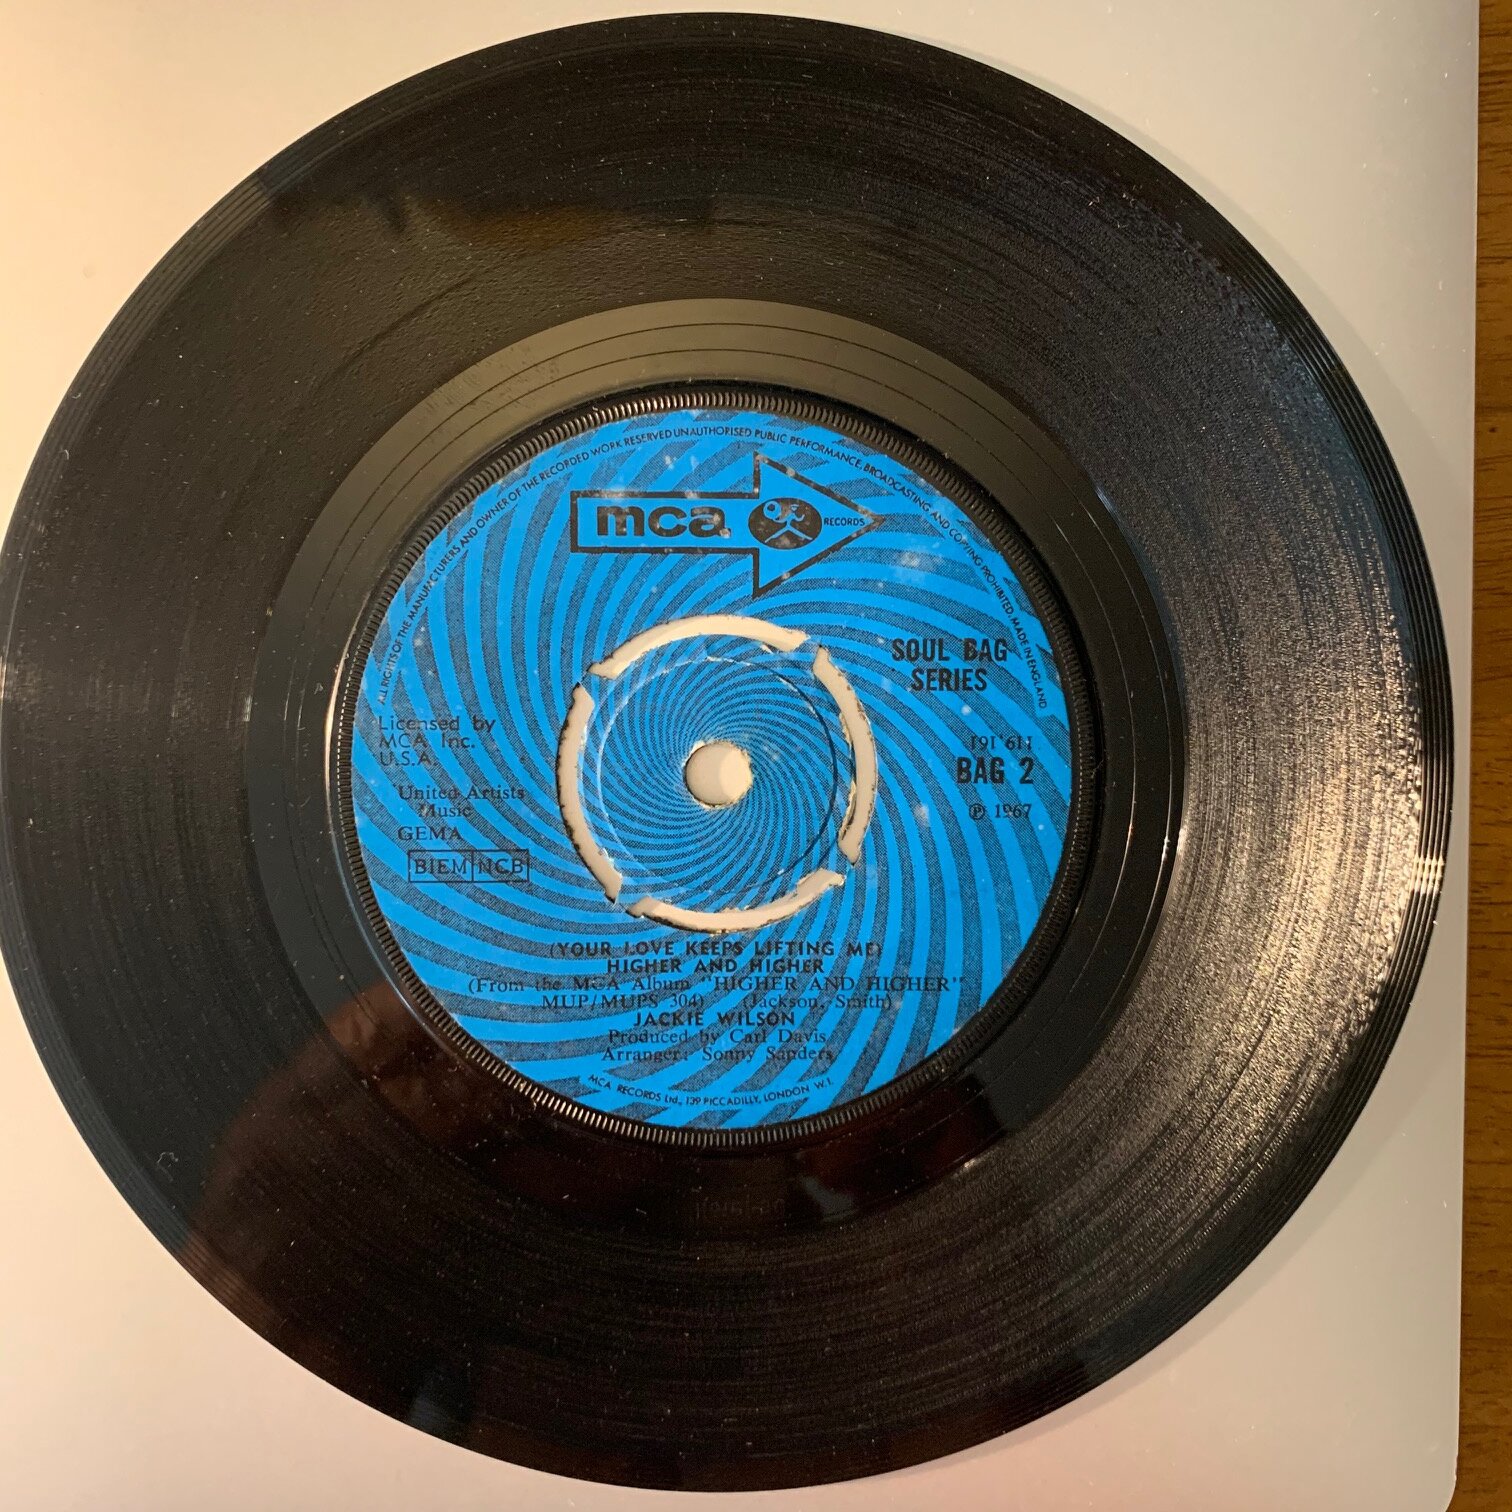 ALL RIGHTS OF THE MANUFACTURERS AND OWNER OF THE RECORDED WORK RESERVED UNAUTHORISED PUBLIC PERFORMANCE, BROADCASTING AND COPYING PROHIBITED. MADE IN ENGLAND
mca RECORDS
SOUL BAG
SERIES
Licensed by
MCA Inc.
U.S.A.
191'611
BAG 2
℗ 1967
United Artists
Music
GEMA
BIEM NCB
(YOUR LOVE KEEPS LIFTING ME)
HIGHER AND HIGHER
(From the MCA Album "HIGHER AND HIGHER"
MUP/MUPS 304) (Jackson, Smith)
JACKIE WILSON
Produced by Carl Davis
Arranger: Sonny Sanders
MCA RECORDS Ltd., 139 PICCADILLY, LONDON W.1.